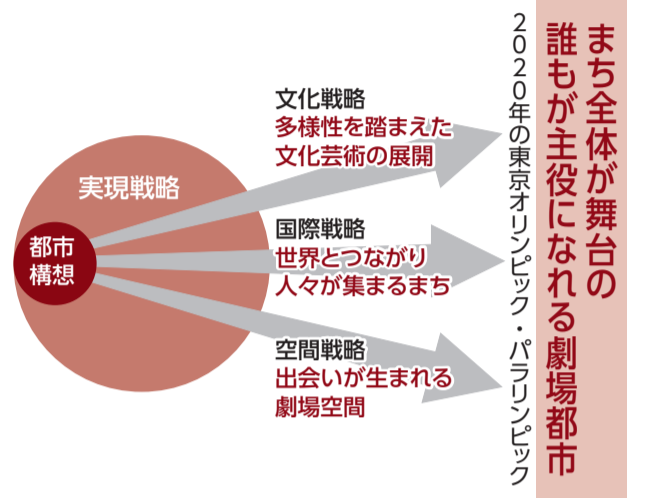 都市
構想
実現戦略
文化戦略
多様性を踏まえた
文化芸術の展開
国際戦略
世界とつながり
人々が集まるまち
空間戦略
出会いが生まれる
劇場空間
2020年の東京オリンピック・パラリンピック
まち全体が舞台の
誰もが主役になれる劇場都市